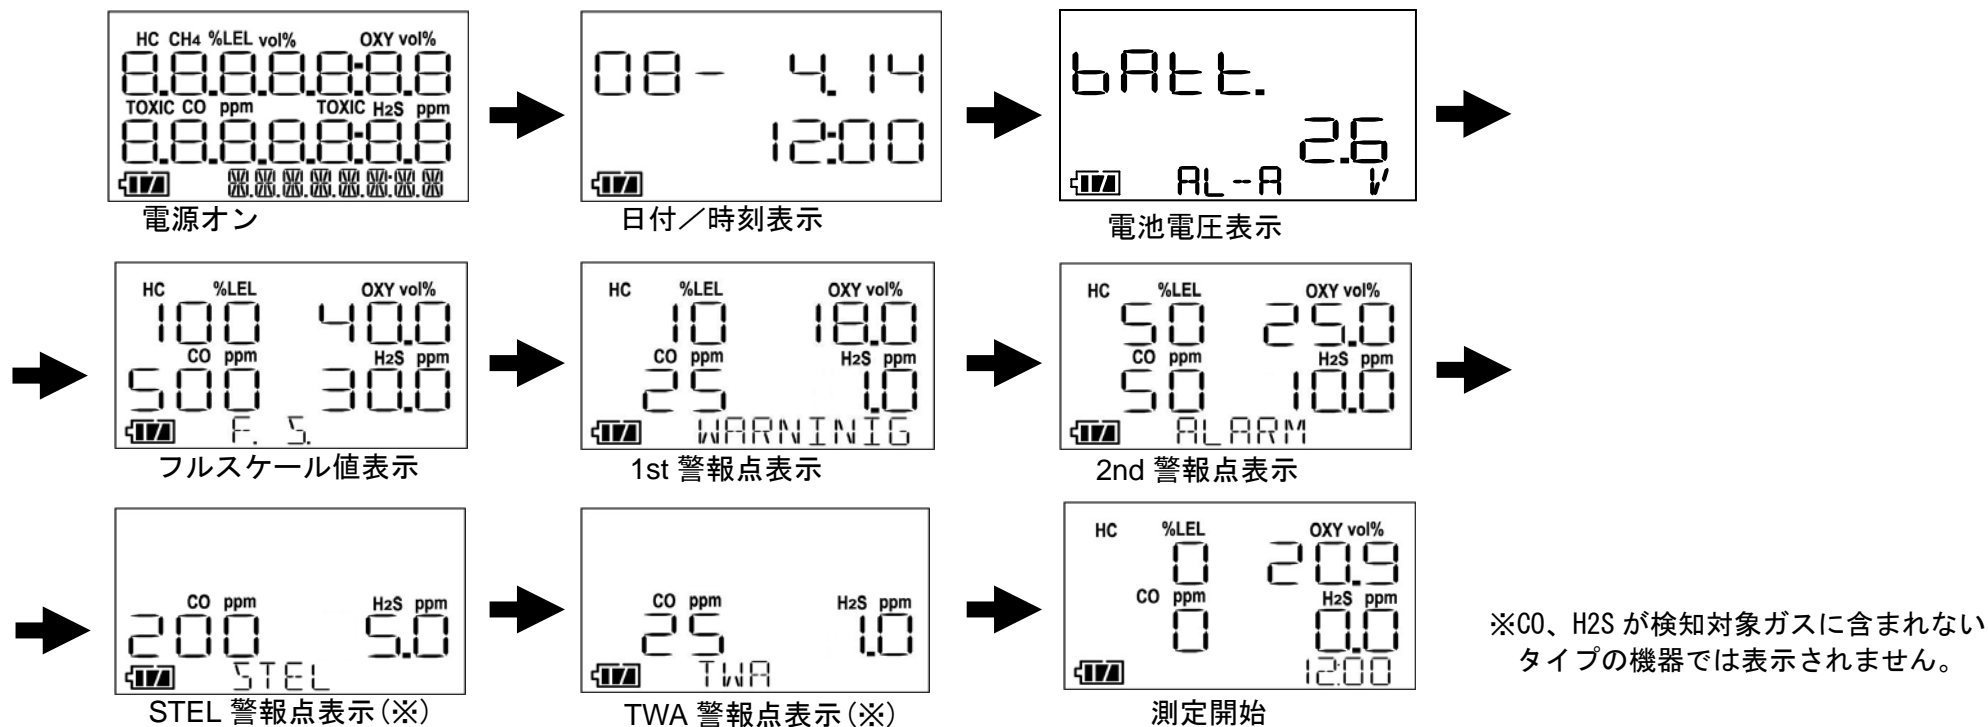 HC CH4 %LEL vol% OXY vol%
8.8.8.8.8:8.8
TOXIC CO ppm TOXIC H2S ppm
8.8.8.8.8:8.8
電源オン
08- 4.14
12:00
日付／時刻表示
bAtt.
2.6
AL-A V
電池電圧表示
HC %LEL OXY vol%
100 40.0
CO ppm H2S ppm
500 30.0
F. S.
フルスケール値表示
HC %LEL OXY vol%
10 18.0
CO ppm H2S ppm
25 1.0
WARNINIG
1st 警報点表示
HC %LEL OXY vol%
50 25.0
CO ppm H2S ppm
50 10.0
ALARM
2nd 警報点表示
CO ppm H2S ppm
200 5.0
STEL
STEL 警報点表示(※)
CO ppm H2S ppm
25 1.0
TWA
TWA 警報点表示(※)
HC %LEL OXY vol%
0 20.9
CO ppm H2S ppm
0 0.0
12:00
測定開始
※CO、H2S が検知対象ガスに含まれない
タイプの機器では表示されません。